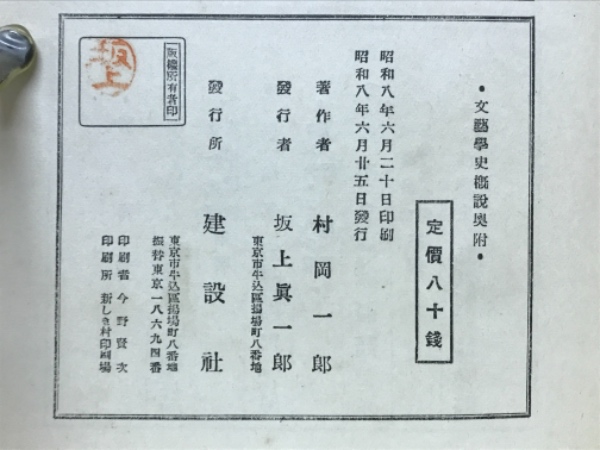 ・文藝學史概說奧附・
定價八十錢
昭和八年六月二十日印刷
昭和八年六月廿五日發行
著作者 村岡一郎
發行者 坂上眞一郎
東京市牛込區揚場町八番地
發行所 建設社
東京市牛込區揚場町八番地
振替東京一八六九四番
印刷者 今野賢次
印刷所 新しき村印刷場
版權所有者印
坂上